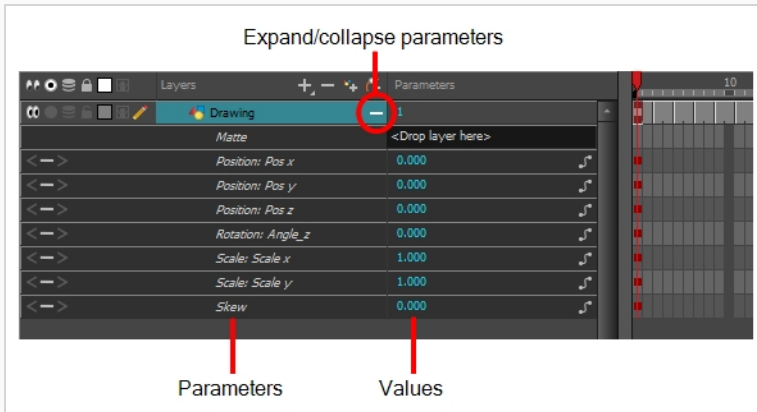 Expand/collapse parameters
Layers Parameters 10
Drawing 1
Matte <Drop layer here>
Position: Pos x 0.000
Position: Pos y 0.000
Position: Pos z 0.000
Rotation: Angle_z 0.000
Scale: Scale x 1.000
Scale: Scale y 1.000
Skew 0.000
Parameters Values